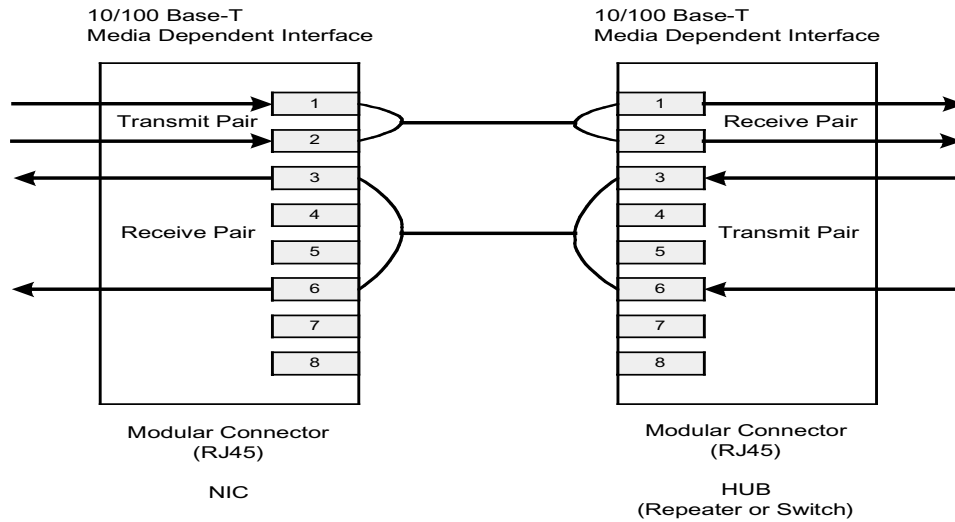 10/100 Base-T
Media Dependent Interface
10/100 Base-T
Media Dependent Interface
1
Transmit Pair
2
3
4
Receive Pair
5
6
7
8
1
Receive Pair
2
3
4
Transmit Pair
5
6
7
8
Modular Connector
(RJ45)
NIC
Modular Connector
(RJ45)
HUB
(Repeater or Switch)